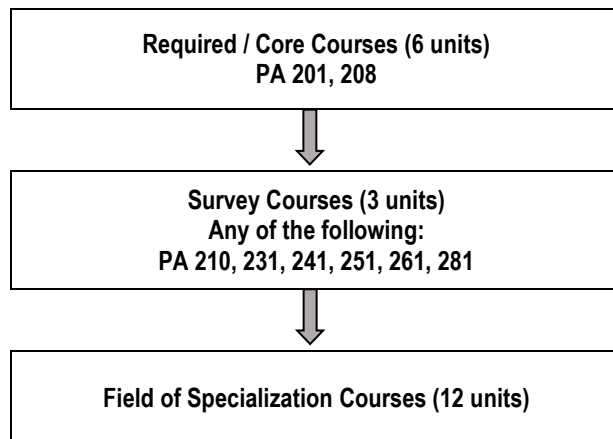 Required / Core Courses (6 units)
PA 201, 208
Survey Courses (3 units)
Any of the following:
PA 210, 231, 241, 251, 261, 281
Field of Specialization Courses (12 units)